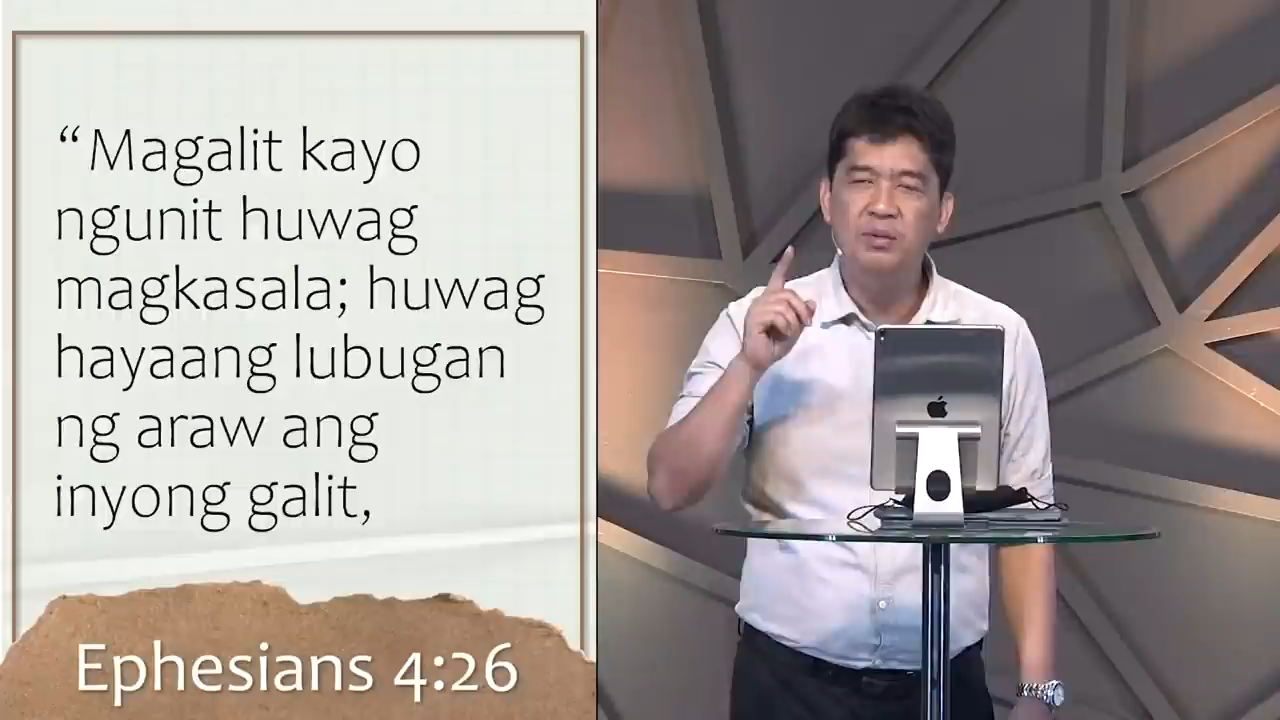 “Magalit kayo
ngunit huwag
magkasala; huwag
hayaang lubugan
ng araw ang
inyong galit,
Ephesians 4:26